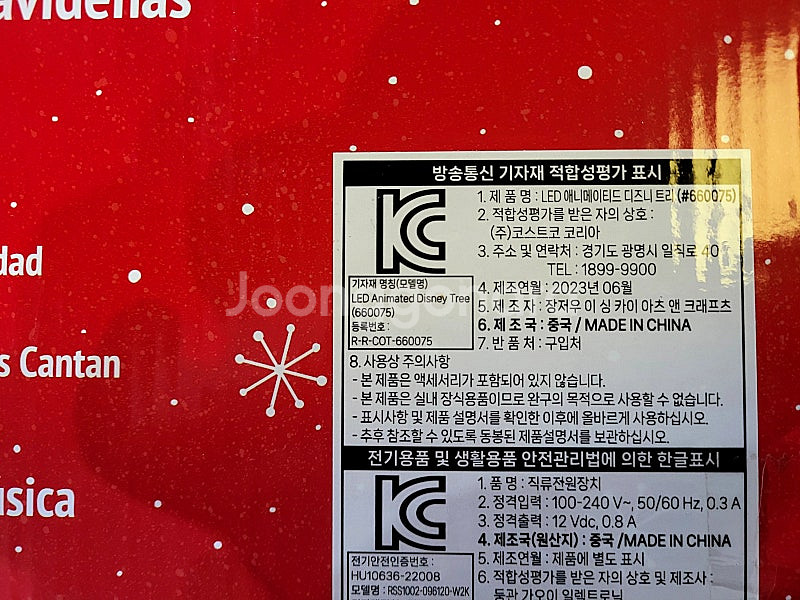 avideñas
dad
s Cantan
úsica
Joon
방송통신 기자재 적합성평가 표시
1. 제 품 명 : LED 애니메이티드 디즈니 트리 (#660075)
2. 적합성평가를 받은 자의 상호 :
(주)코스트코 코리아
3. 주소 및 연락처 : 경기도 광명시 일직로 40
TEL : 1899-9900
4. 제조연월 : 2023년 06월
5. 제 조 자 : 장저우 이 싱 카이 아츠 앤 크래프츠
6. 제 조 국 : 중국 / MADE IN CHINA
7. 반 품 처 : 구입처
기자재 명칭(모델명)
LED Animated Disney Tree
(660075)
등록번호 :
R-R-COT-660075
8. 사용상 주의사항
- 본 제품은 액세서리가 포함되어 있지 않습니다.
- 본 제품은 실내 장식용품이므로 완구의 목적으로 사용할 수 없습니다.
- 표시사항 및 제품 설명서를 확인한 이후에 올바르게 사용하십시오.
- 추후 참조할 수 있도록 동봉된 제품설명서를 보관하십시오.
전기용품 및 생활용품 안전관리법에 의한 한글표시
1. 품 명 : 직류전원장치
2. 정격입력 : 100-240 V~, 50/60 Hz, 0.3 A
3. 정격출력 : 12 Vdc, 0.8 A
4. 제조국(원산지) : 중국 /MADE IN CHINA
5. 제조연월 : 제품에 별도 표시
6. 적합성평가를 받은 자의 상호 및 제조사 :
둥관 가오이 일렉트로닉
전기안전인증번호 :
HU10636-22008
모델명 : RSS1002-096120-W2K